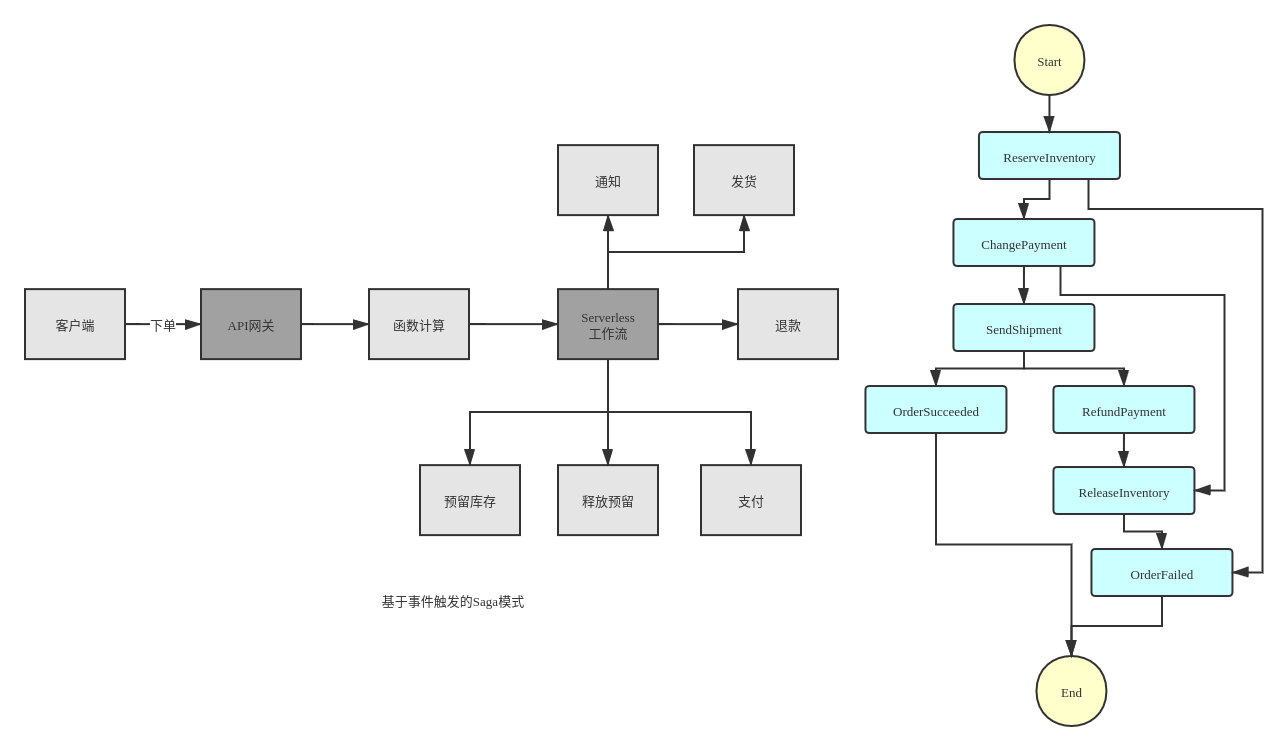 客户端
下单
API网关
函数计算
Serverless
工作流
通知
发货
退款
预留库存
释放预留
支付
基于事件触发的Saga模式
Start
ReserveInventory
ChangePayment
SendShipment
OrderSucceeded
RefundPayment
ReleaseInventory
OrderFailed
End